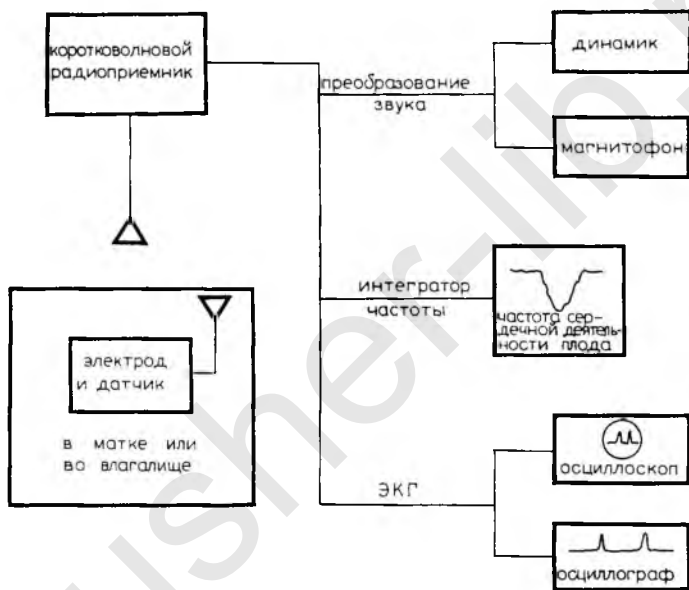 коротковолновой
радиоприемник
преобразование
звука
динамик
магнитофон
интегратор
частоты
частота сер-
дечной деятель-
ности плода
электрод
и датчик
в матке или
во влагалище
ЭКГ
осциллоскоп
осциллограф